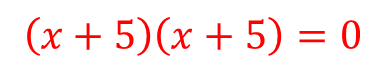 (x + 5)(x + 5) = 0